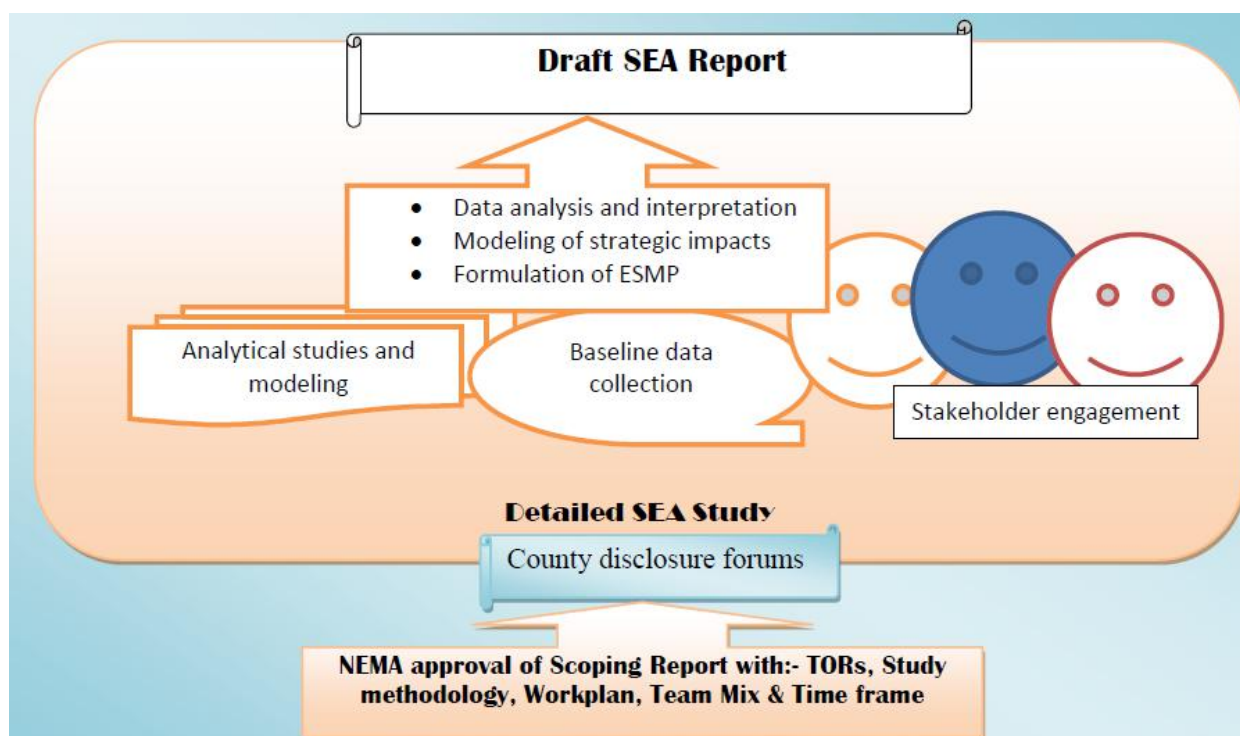 Draft SEA Report
• Data analysis and interpretation
• Modeling of strategic impacts
• Formulation of ESMP
Analytical studies and
modeling
Baseline data
collection
Stakeholder engagement
Detailed SEA Study
County disclosure forums
NEMA approval of Scoping Report with:- TORs, Study
methodology, Workplan, Team Mix & Time frame